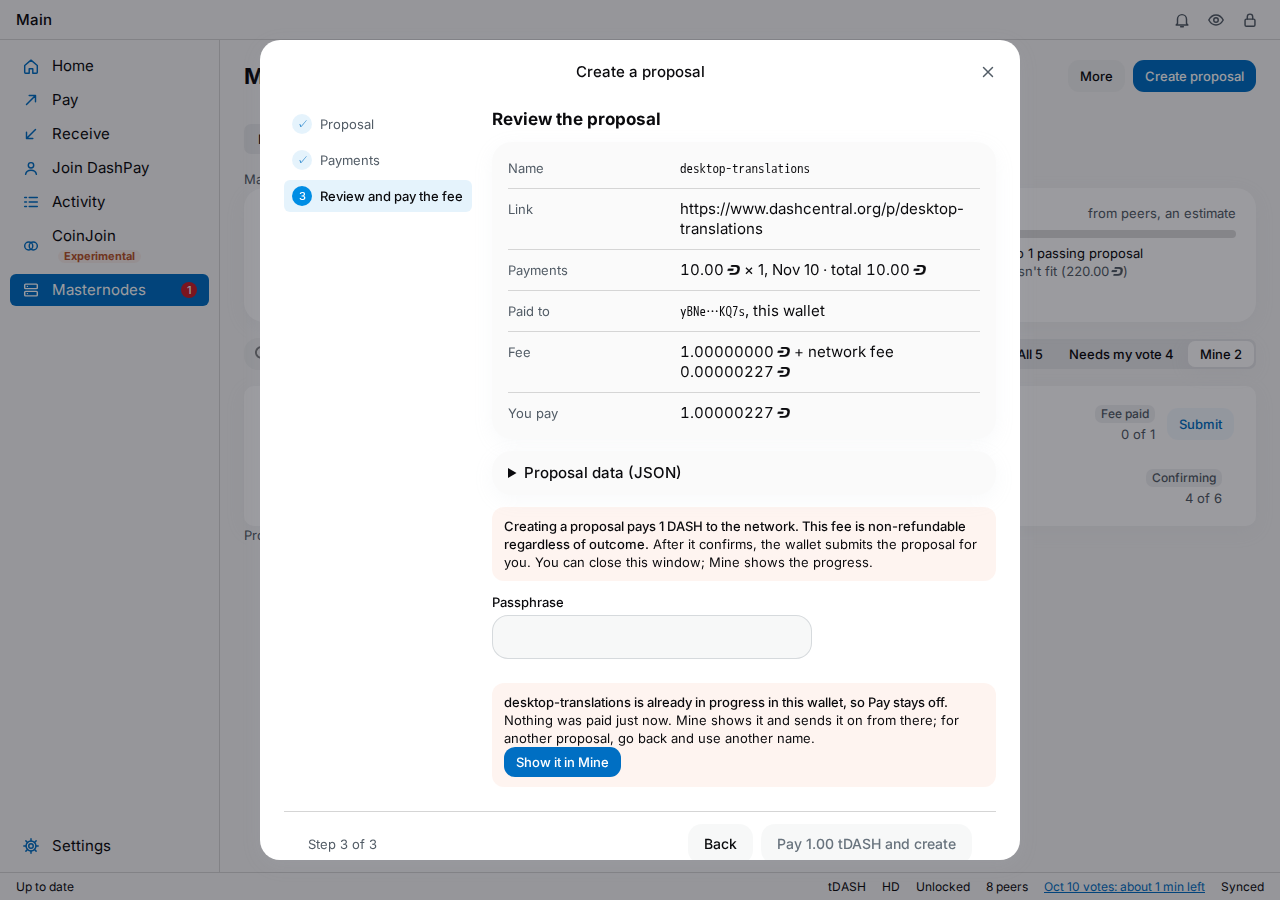 Main
Home
Pay
Receive
Join DashPay
Activity
CoinJoin
Experimental
Masternodes 1
Settings
More
Create proposal
from peers, an estimate
1 passing proposal
sn't fit (220.00)
All 5
Needs my vote 4
Mine 2
Fee paid
0 of 1
Submit
Confirming
4 of 6
Create a proposal
Proposal
Payments
3 Review and pay the fee
Review the proposal
Name desktop-translations
Link https://www.dashcentral.org/p/desktop-
translations
Payments 10.00 × 1, Nov 10 · total 10.00
Paid to yBNe···KQ7s, this wallet
Fee 1.00000000 + network fee
0.00000227
You pay 1.00000227
Proposal data (JSON)
Creating a proposal pays 1 DASH to the network. This fee is non-refundable
regardless of outcome. After it confirms, the wallet submits the proposal for
you. You can close this window; Mine shows the progress.
Passphrase
desktop-translations is already in progress in this wallet, so Pay stays off.
Nothing was paid just now. Mine shows it and sends it on from there; for
another proposal, go back and use another name.
Show it in Mine
Step 3 of 3
Back
Pay 1.00 tDASH and create
Up to date
tDASH
HD
Unlocked
8 peers
Oct 10 votes: about 1 min left
Synced